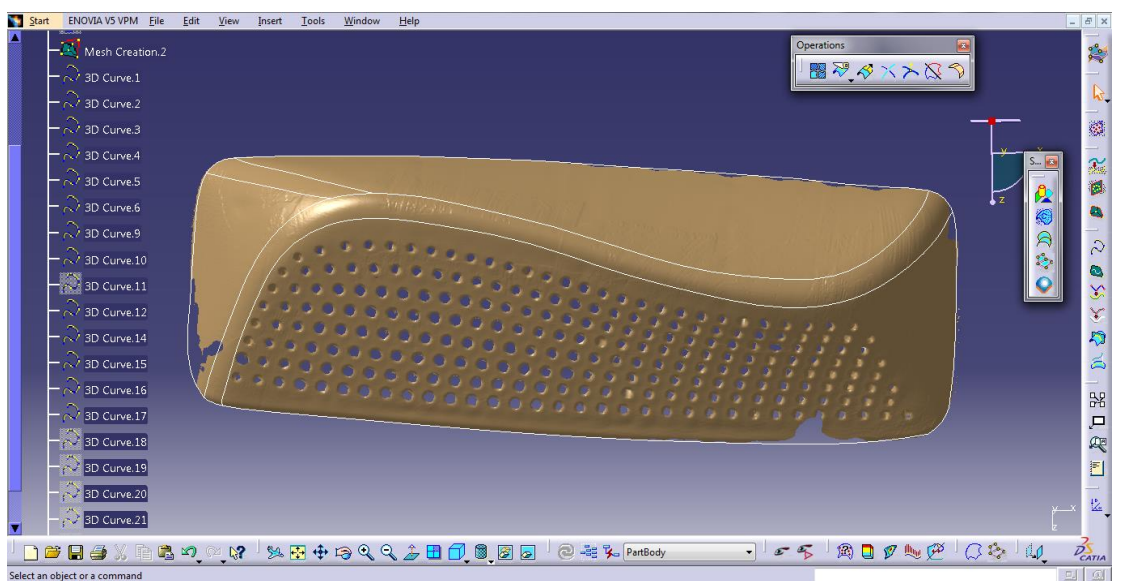 Start ENOVIA V5 VPM File Edit View Insert Tools Window Help
Mesh Creation.2
3D Curve.1
3D Curve.2
3D Curve.3
3D Curve.4
3D Curve.5
3D Curve.6
3D Curve.9
3D Curve.10
3D Curve.11
3D Curve.12
3D Curve.14
3D Curve.15
3D Curve.16
3D Curve.17
3D Curve.18
3D Curve.19
3D Curve.20
3D Curve.21
Operations
S...
y
x
z
y x
z
PartBody
CATIA
Select an object or a command